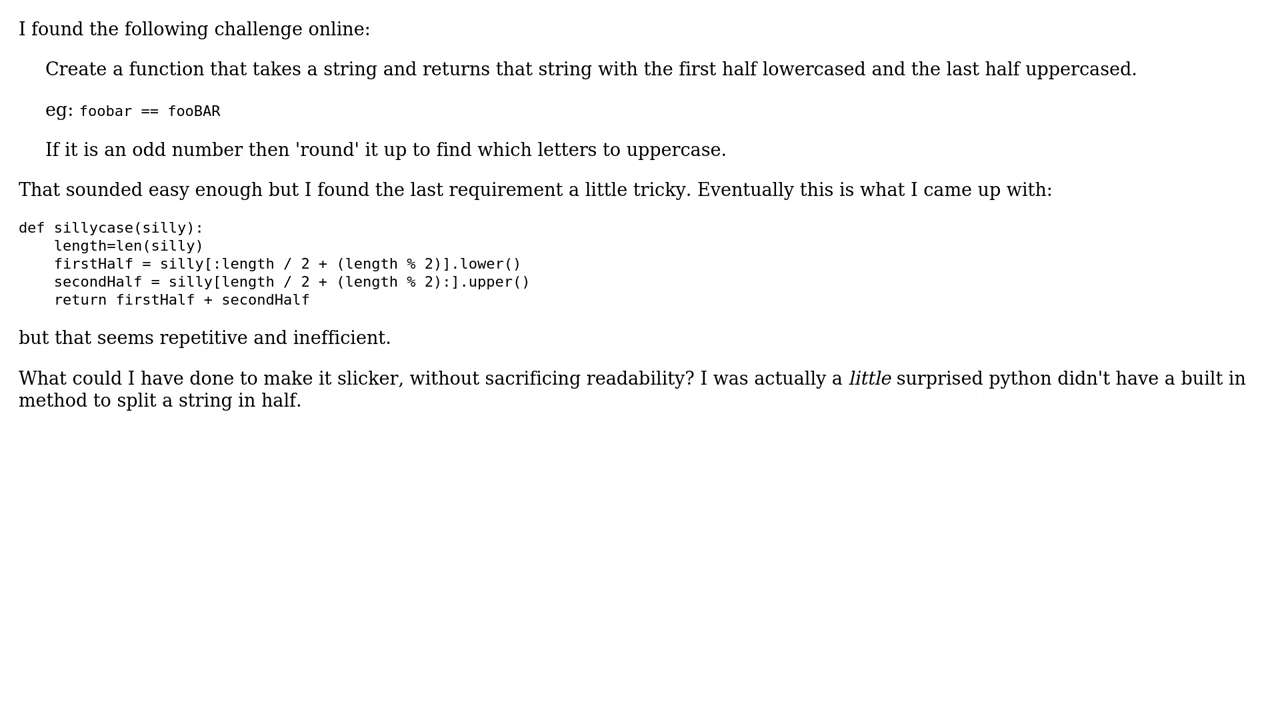 I found the following challenge online:
Create a function that takes a string and returns that string with the first half lowercased and the last half uppercased.
eg: foobar == fooBAR
If it is an odd number then 'round' it up to find which letters to uppercase.
That sounded easy enough but I found the last requirement a little tricky. Eventually this is what I came up with:
def sillycase(silly):
    length=len(silly)
    firstHalf = silly[:length / 2 + (length % 2)].lower()
    secondHalf = silly[length / 2 + (length % 2):].upper()
    return firstHalf + secondHalf
but that seems repetitive and inefficient.
What could I have done to make it slicker, without sacrificing readability? I was actually a little surprised python didn't have a built in
method to split a string in half.